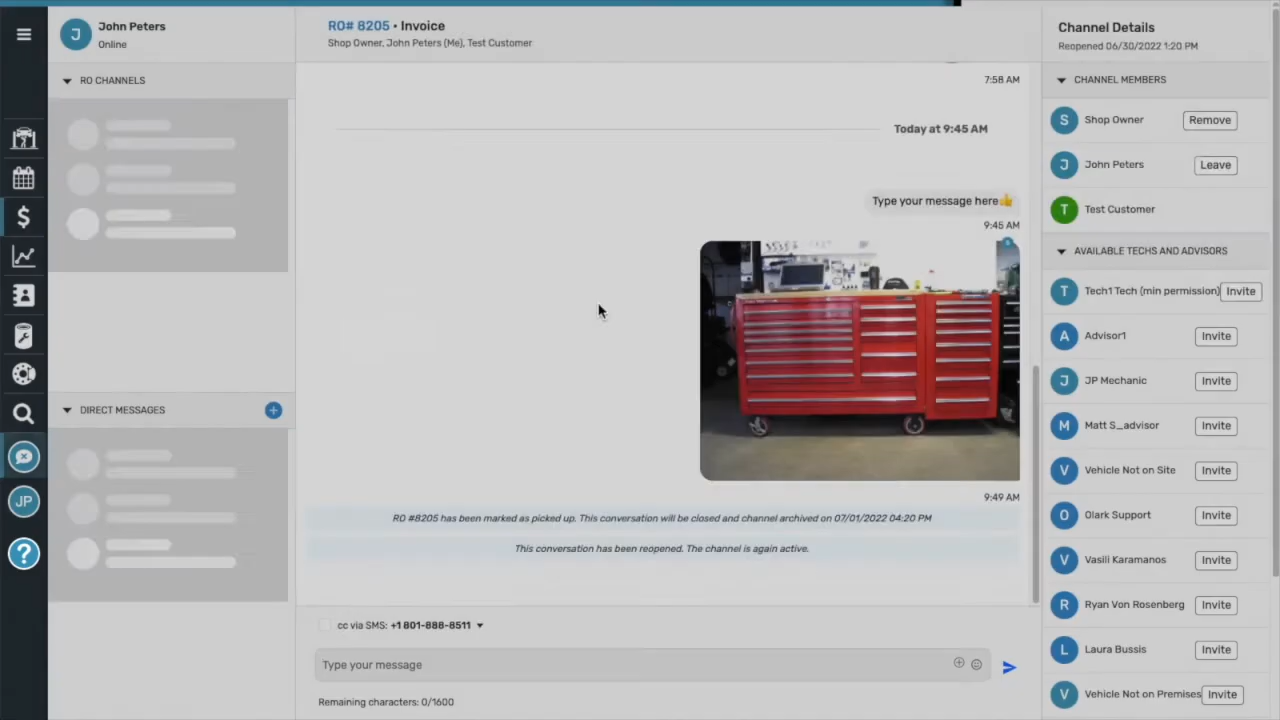 J
John Peters
Online
RO CHANNELS
DIRECT MESSAGES
JP
?
RO# 8205 • Invoice
Shop Owner, John Peters (Me), Test Customer
7:58 AM
Today at 9:45 AM
Type your message here👍
9:45 AM
9:49 AM
RO #8205 has been marked as picked up. This conversation will be closed and channel archived on 07/01/2022 04:20 PM
This conversation has been reopened. The channel is again active.
cc via SMS: +1 801-888-8511
Type your message
Remaining characters: 0/1600
Channel Details
Reopened 06/30/2022 1:20 PM
CHANNEL MEMBERS
S Shop Owner Remove
J John Peters Leave
T Test Customer
AVAILABLE TECHS AND ADVISORS
T Tech1 Tech (min permission) Invite
A Advisor1 Invite
J JP Mechanic Invite
M Matt S_advisor Invite
V Vehicle Not on Site Invite
O Olark Support Invite
V Vasili Karamanos Invite
R Ryan Von Rosenberg Invite
L Laura Bussis Invite
V Vehicle Not on Premises Invite